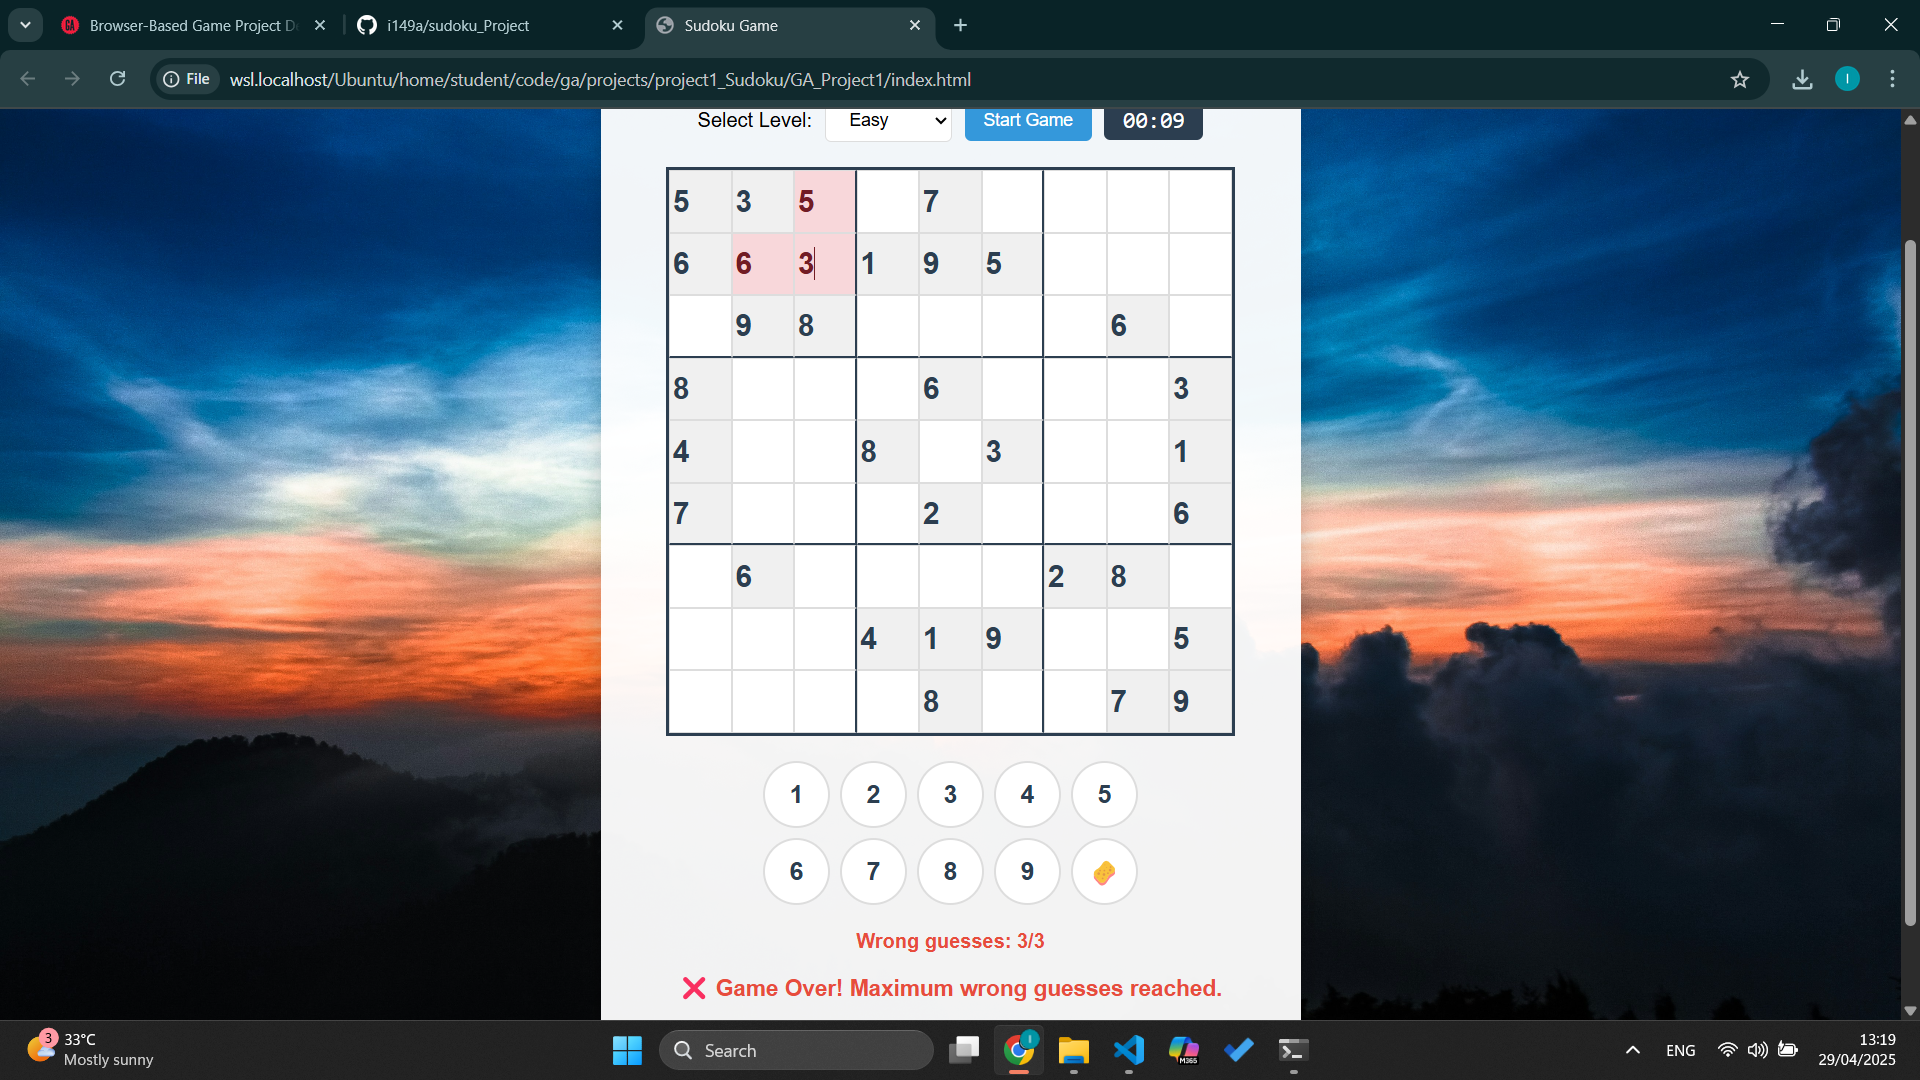 Browser-Based Game Project D
i149a/sudoku_Project
Sudoku Game
File
wsl.localhost/Ubuntu/home/student/code/ga/projects/project1_Sudoku/GA_Project1/index.html
I
Select Level:
Easy
Start Game
00:09
5 3 5 7
6 6 3 1 9 5
9 8 6
8 6 3
4 8 3 1
7 2 6
6 2 8
4 1 9 5
8 7 9
1 2 3 4 5
6 7 8 9
Wrong guesses: 3/3
❌ Game Over! Maximum wrong guesses reached.
3
33°C
Mostly sunny
Search
M365
ENG
13:19
29/04/2025